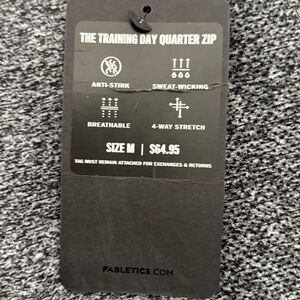 THE TRAINING DAY QUARTER ZIP
ANTI-STINK SWEAT-WICKING
BREATHABLE 4-WAY STRETCH
SIZE M | $64.95
TAG MUST REMAIN ATTACHED FOR EXCHANGES & RETURNS
FABLETICS.COM